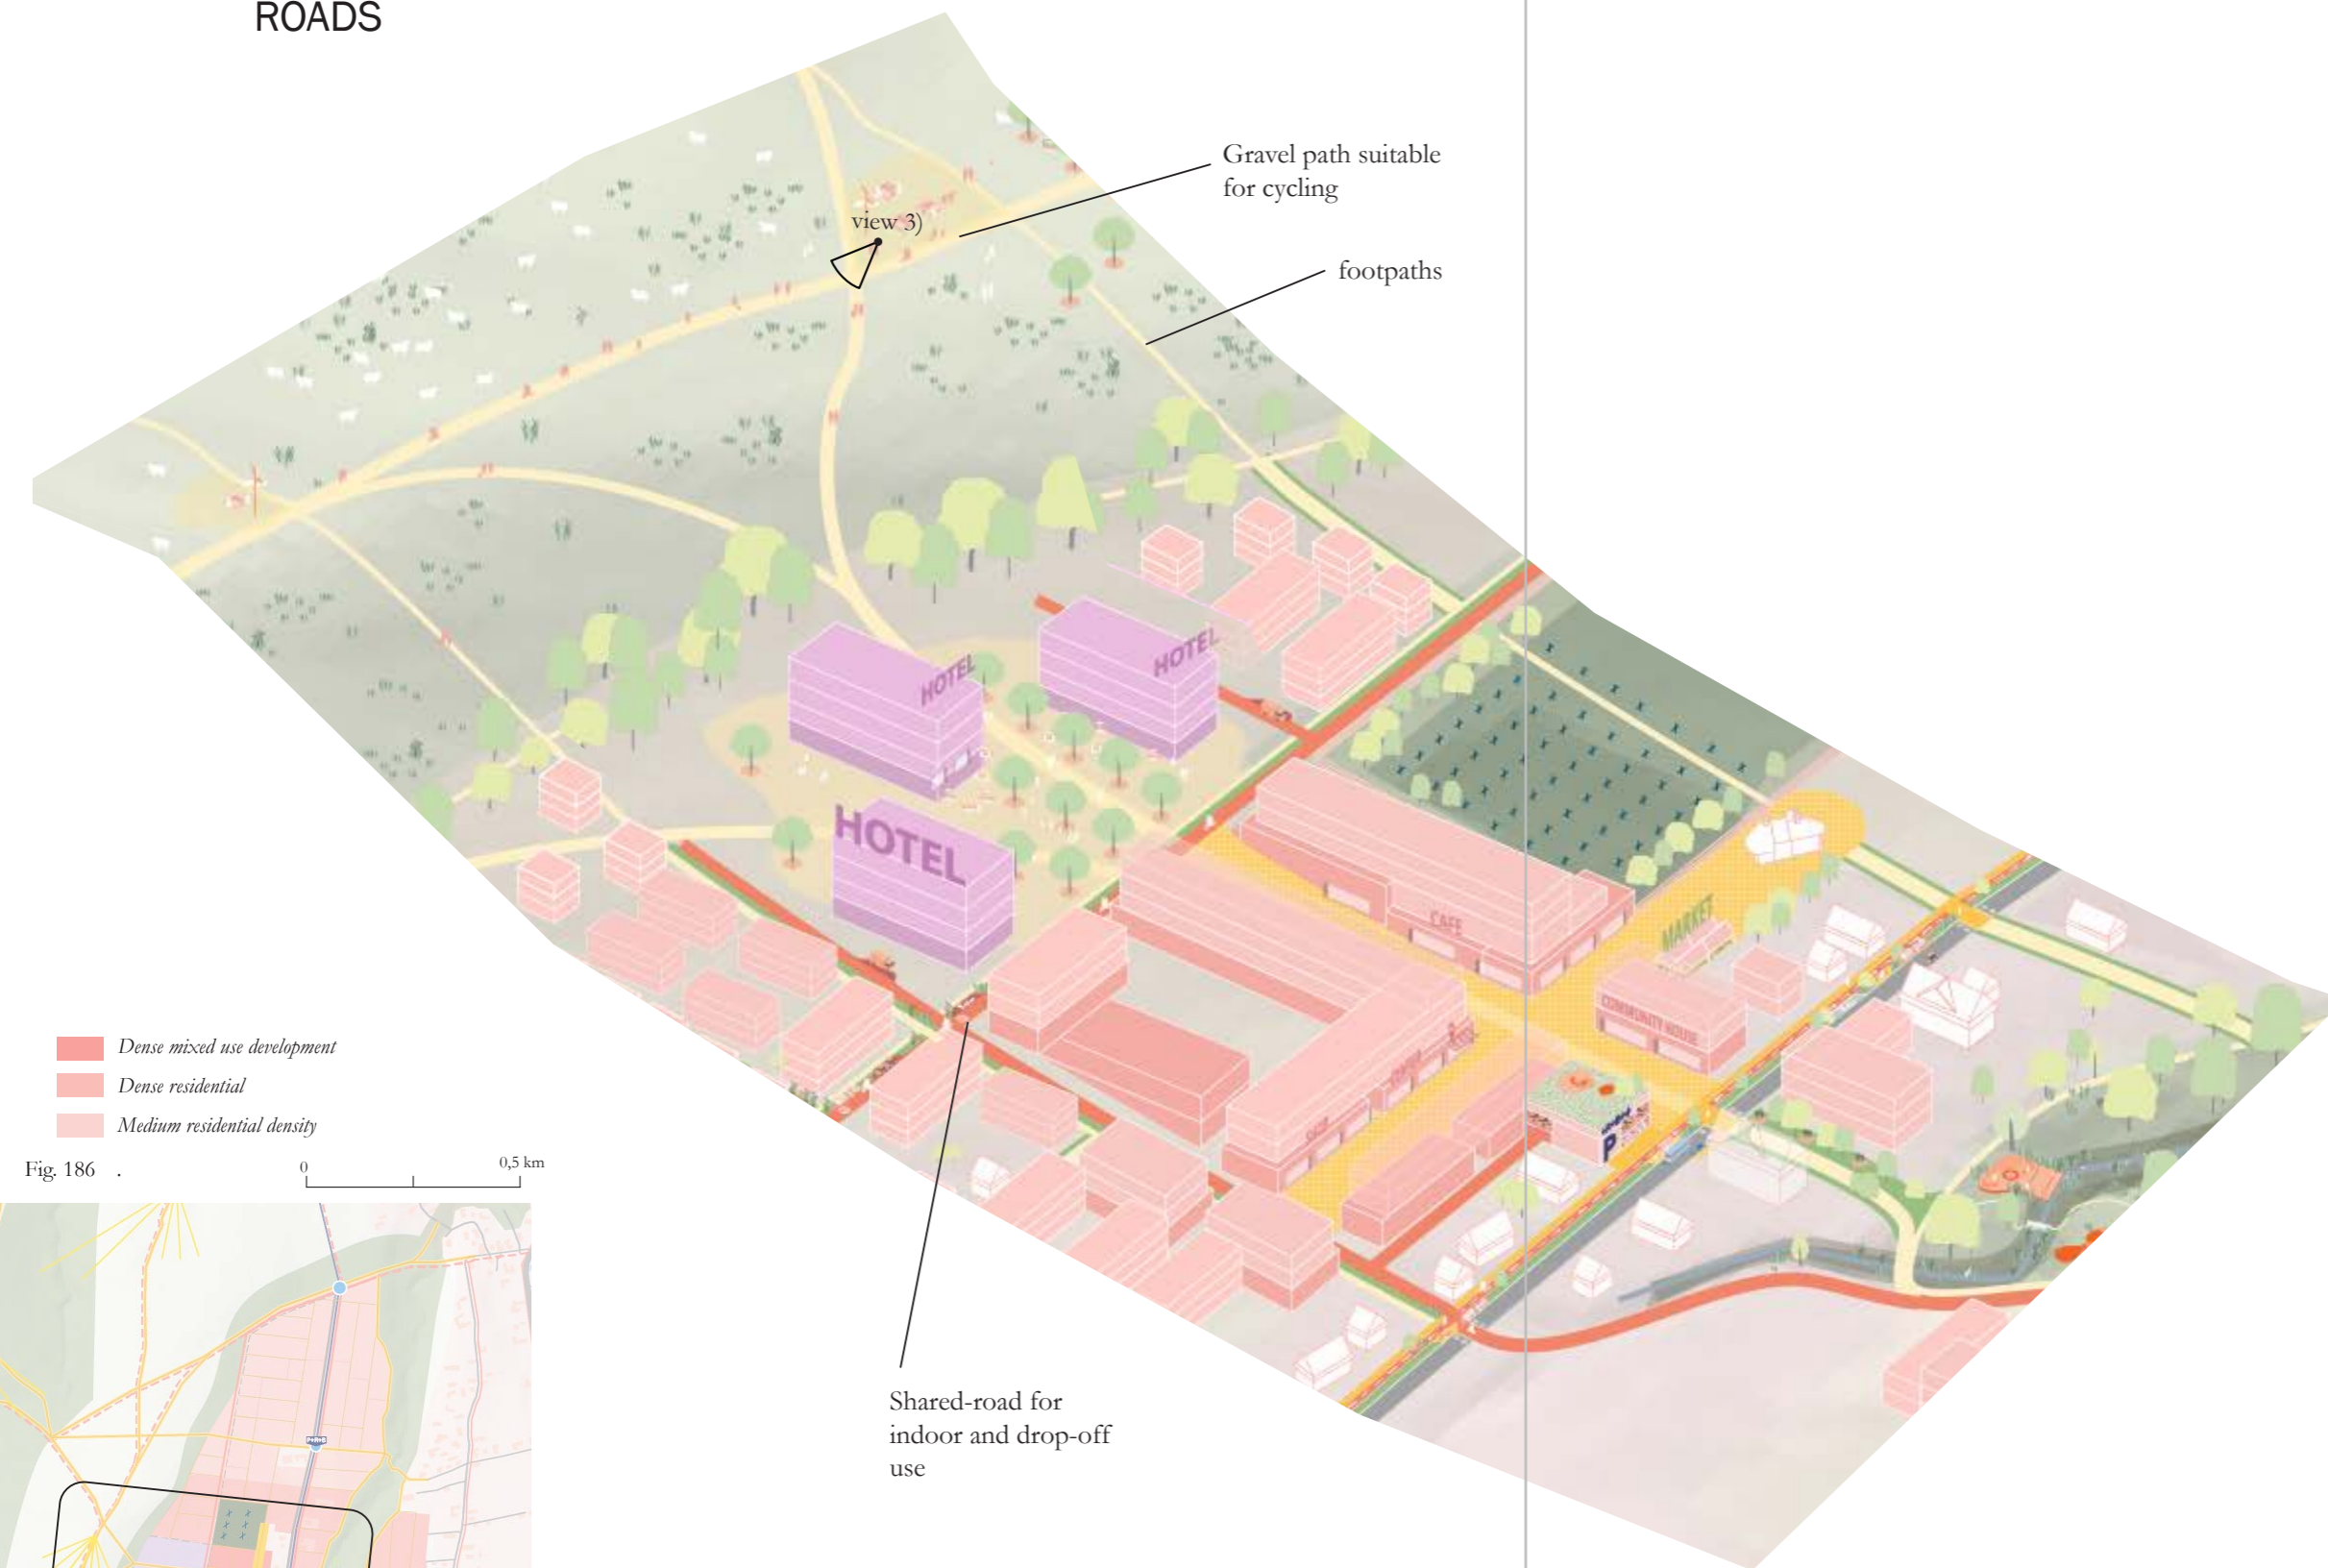 ROADS
Gravel path suitable
for cycling
view 3)
footpaths
HOTEL
HOTEL
HOTEL
CAFE
MARKET
COMMUNITY HOUSE
P
Dense mixed use development
Dense residential
Medium residential density
Fig. 186 .
0
0,5 km
Shared-road for
indoor and drop-off
use